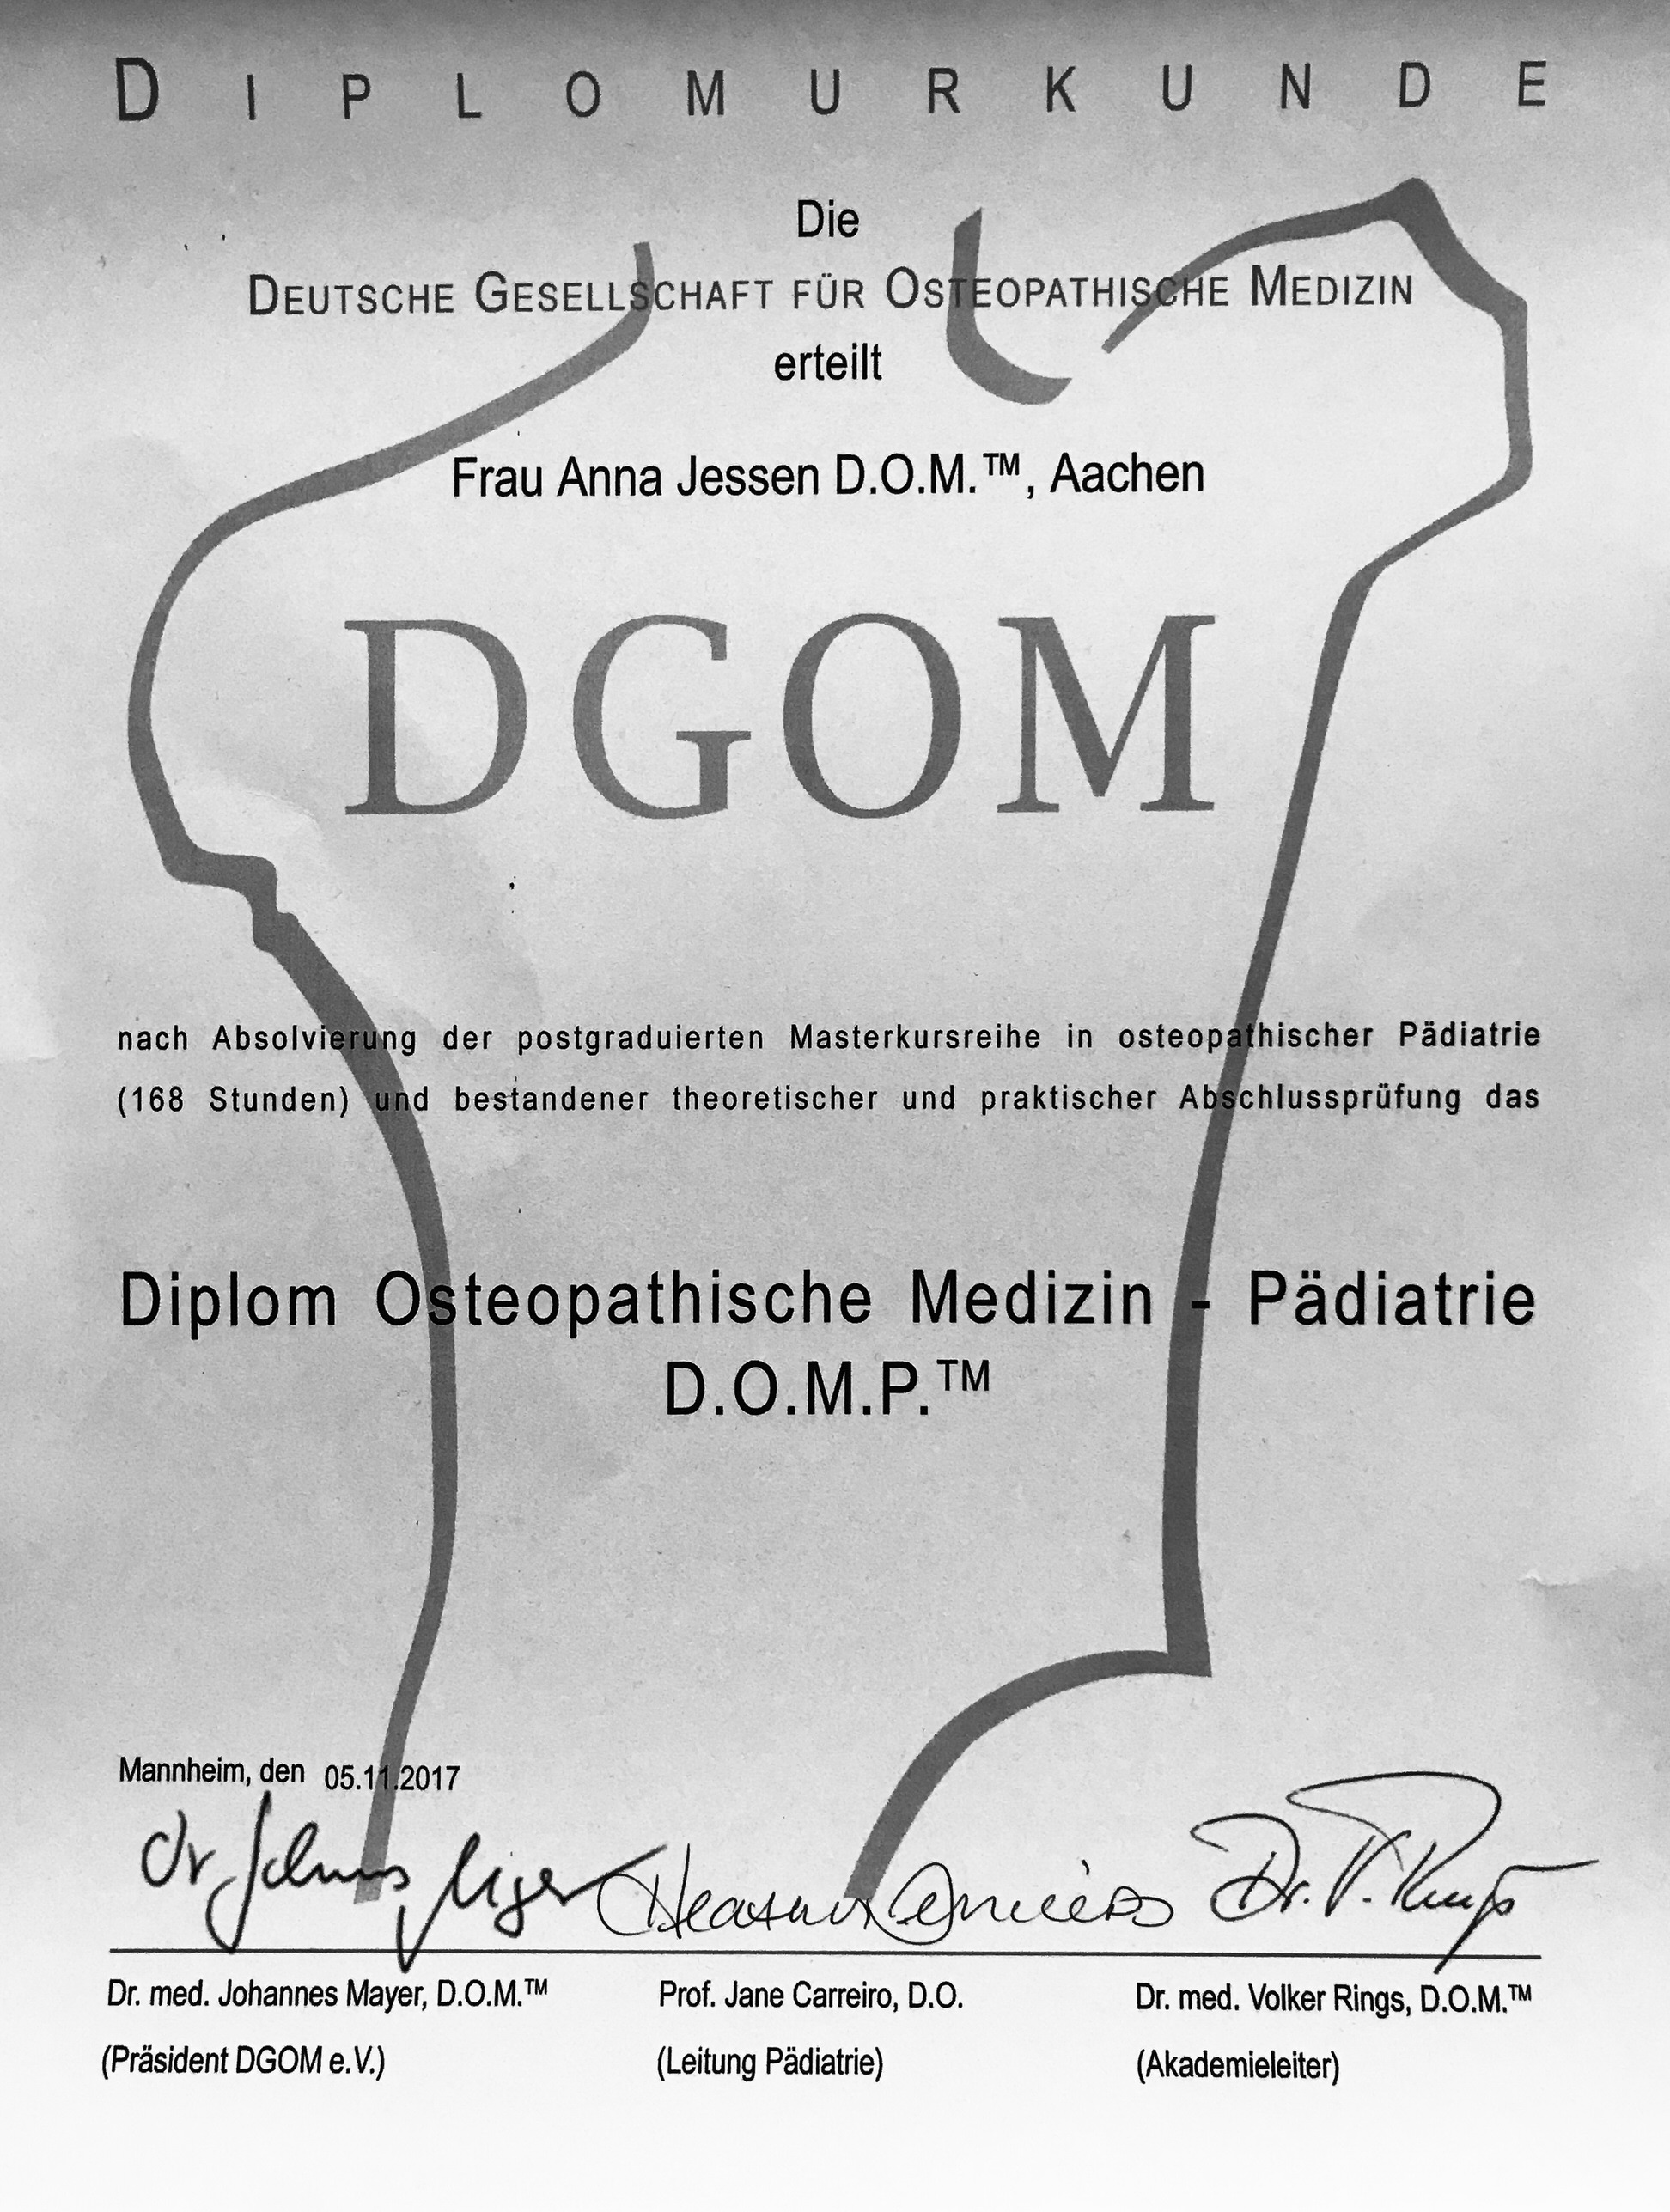 DIPLOMURKUNDE
Die
DEUTSCHE GESELLSCHAFT FÜR OSTEOPATHISCHE MEDIZIN
erteilt
Frau Anna Jessen D.O.M.™, Aachen
DGOM
nach Absolvierung der postgraduierten Masterkursreihe in osteopathischer Pädiatrie
(168 Stunden) und bestandener theoretischer und praktischer Abschlussprüfung das
Diplom Osteopathische Medizin - Pädiatrie
D.O.M.P.™
Mannheim, den 05.11.2017
Dr. med. Johannes Mayer, D.O.M.™ Prof. Jane Carreiro, D.O. Dr. med. Volker Rings, D.O.M.™
(Präsident DGOM e.V.) (Leitung Pädiatrie) (Akademieleiter)